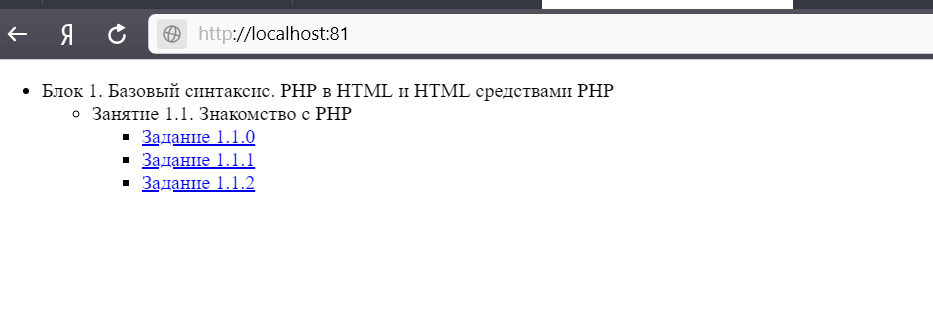 Я http://localhost:81
Блок 1. Базовый синтаксис. PHP в HTML и HTML средствами PHP
Занятие 1.1. Знакомство с PHP
Задание 1.1.0
Задание 1.1.1
Задание 1.1.2